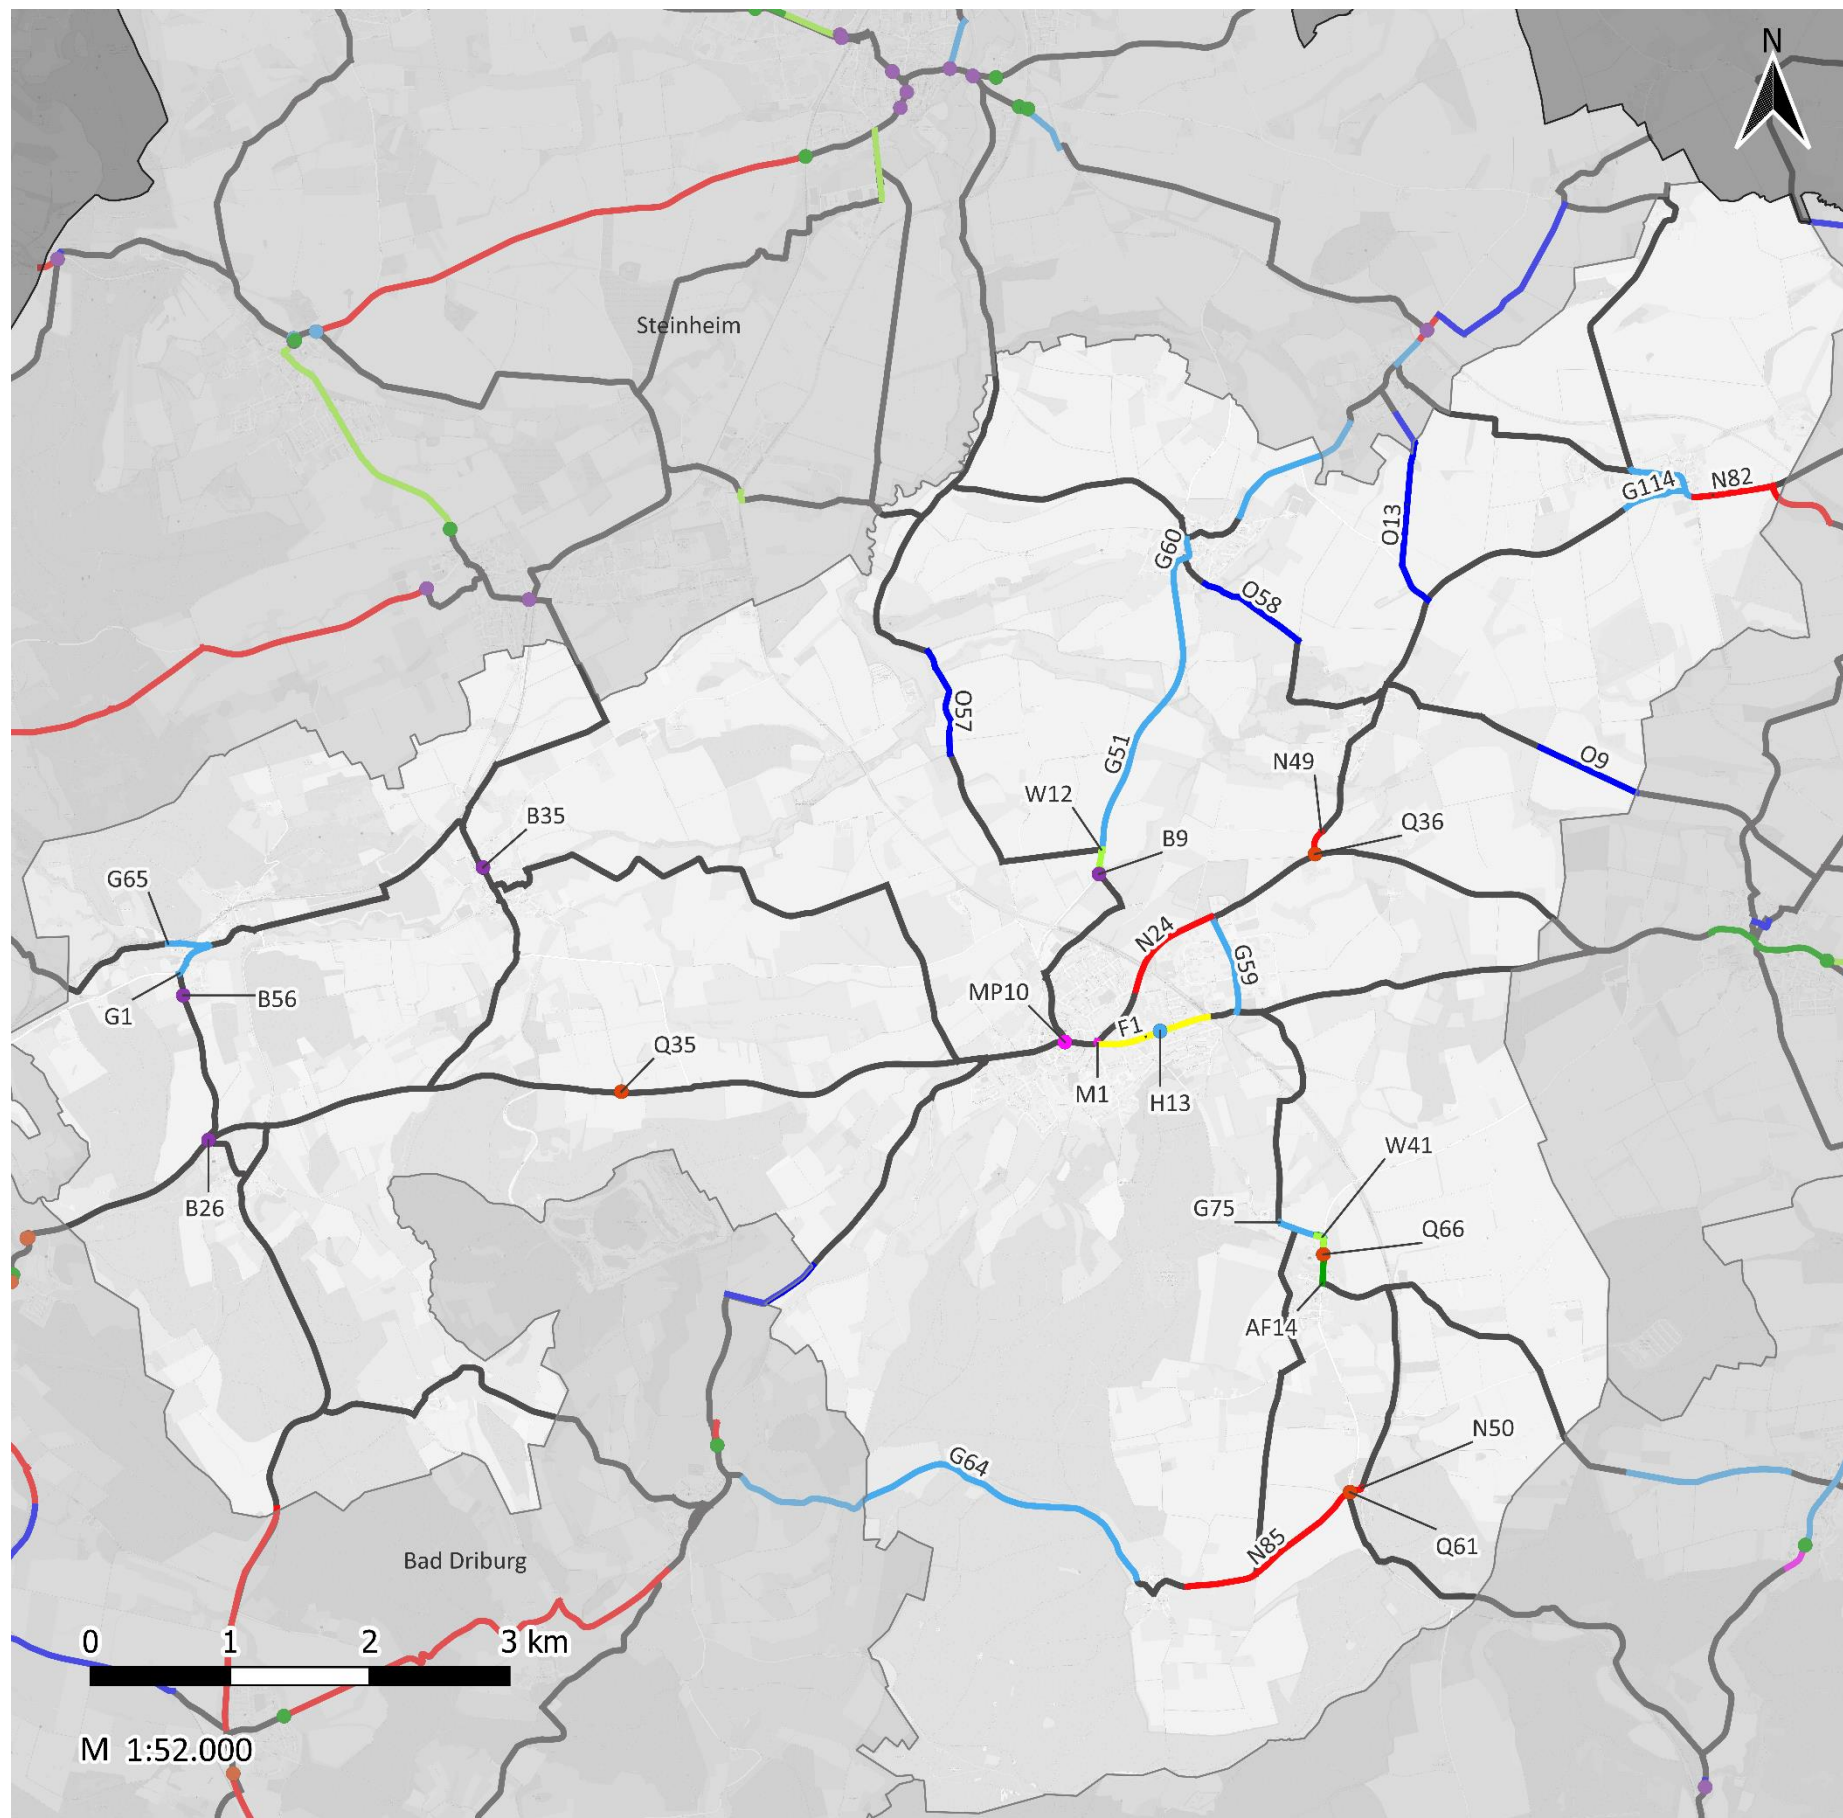 N
Steinheim
G114
N82
O13
G60
O58
O57
G51
O9
N49
W12
B35
Q36
B9
G65
N24
G59
MP10
B56
G1
F1
Q35
M1
H13
W41
G75
B26
Q66
AF14
N50
G64
Q61
N85
Bad Driburg
0 1 2 3 km
M 1:52.000